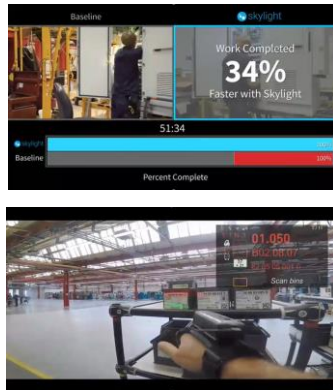 Baseline
skylight
Work Completed
34%
Faster with Skylight
51:34
skylight
Baseline
100%
Percent Complete
01.050
Scan bins